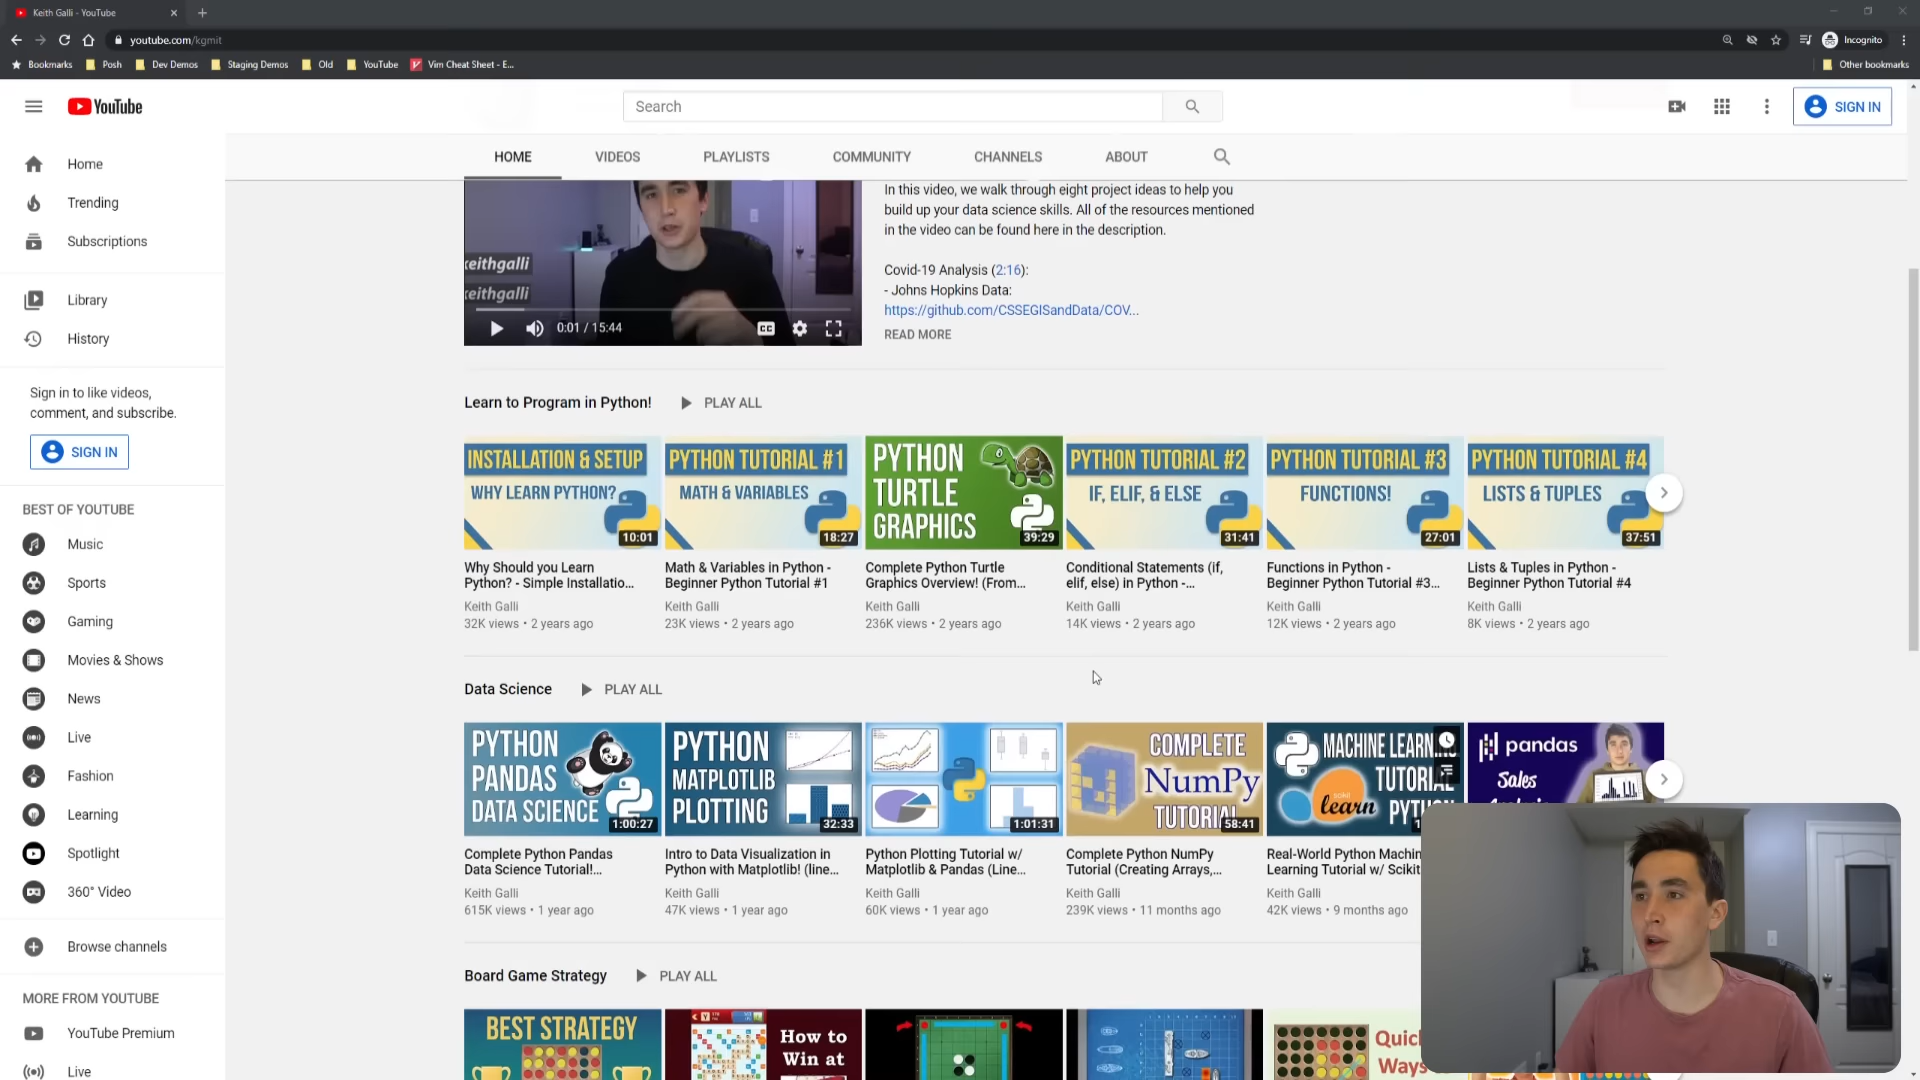 Keith Galli - YouTube
youtube.com/kgmit
Incognito
Bookmarks Posh Dev Demos Staging Demos Old YouTube Vim Cheat Sheet - E... Other bookmarks
YouTube
Search
SIGN IN
HOME VIDEOS PLAYLISTS COMMUNITY CHANNELS ABOUT
Home
Trending
Subscriptions
Library
History
Sign in to like videos,
comment, and subscribe.
SIGN IN
BEST OF YOUTUBE
Music
Sports
Gaming
Movies & Shows
News
Live
Fashion
Learning
Spotlight
360° Video
Browse channels
MORE FROM YOUTUBE
YouTube Premium
Live
keithgalli
keithgalli
0:01 / 15:44
CC
In this video, we walk through eight project ideas to help you
build up your data science skills. All of the resources mentioned
in the video can be found here in the description.
Covid-19 Analysis (2:16):
- Johns Hopkins Data:
https://github.com/CSSEGISandData/COV...
READ MORE
Learn to Program in Python! PLAY ALL
INSTALLATION & SETUP
WHY LEARN PYTHON?
10:01
Why Should you Learn
Python? - Simple Installatio...
Keith Galli
32K views • 2 years ago
PYTHON TUTORIAL #1
MATH & VARIABLES
18:27
Math & Variables in Python -
Beginner Python Tutorial #1
Keith Galli
23K views • 2 years ago
PYTHON
TURTLE
GRAPHICS
39:29
Complete Python Turtle
Graphics Overview! (From...
Keith Galli
236K views • 2 years ago
PYTHON TUTORIAL #2
IF, ELIF, & ELSE
31:41
Conditional Statements (if,
elif, else) in Python -...
Keith Galli
14K views • 2 years ago
PYTHON TUTORIAL #3
FUNCTIONS!
27:01
Functions in Python -
Beginner Python Tutorial #3...
Keith Galli
12K views • 2 years ago
PYTHON TUTORIAL #4
LISTS & TUPLES
37:51
Lists & Tuples in Python -
Beginner Python Tutorial #4
Keith Galli
8K views • 2 years ago
Data Science PLAY ALL
PYTHON
PANDAS
DATA SCIENCE
1:00:27
Complete Python Pandas
Data Science Tutorial!...
Keith Galli
615K views • 1 year ago
PYTHON
MATPLOTLIB
PLOTTING
32:33
Intro to Data Visualization in
Python with Matplotlib! (line...
Keith Galli
47K views • 1 year ago
1:01:31
Python Plotting Tutorial w/
Matplotlib & Pandas (Line...
Keith Galli
60K views • 1 year ago
COMPLETE
NumPy
TUTORIAL
58:41
Complete Python NumPy
Tutorial (Creating Arrays,...
Keith Galli
239K views • 11 months ago
MACHINE LEARN
TUTORIAL
learn
Real-World Python Machin
Learning Tutorial w/ Scikit
Keith Galli
42K views • 9 months ago
pandas
Sales
Board Game Strategy PLAY ALL
BEST STRATEGY
How to
Win at
Quic
Ways